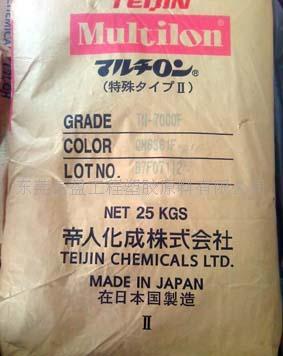 TEIJIN
Multilon
マルチロン®
(特殊タイプⅡ)
GRADE TN-7000F
COLOR
LOT NO.
NET 25 KGS
帝人化成株式会社
TEIJIN CHEMICALS LTD.
MADE IN JAPAN
在日本国製造
Ⅱ